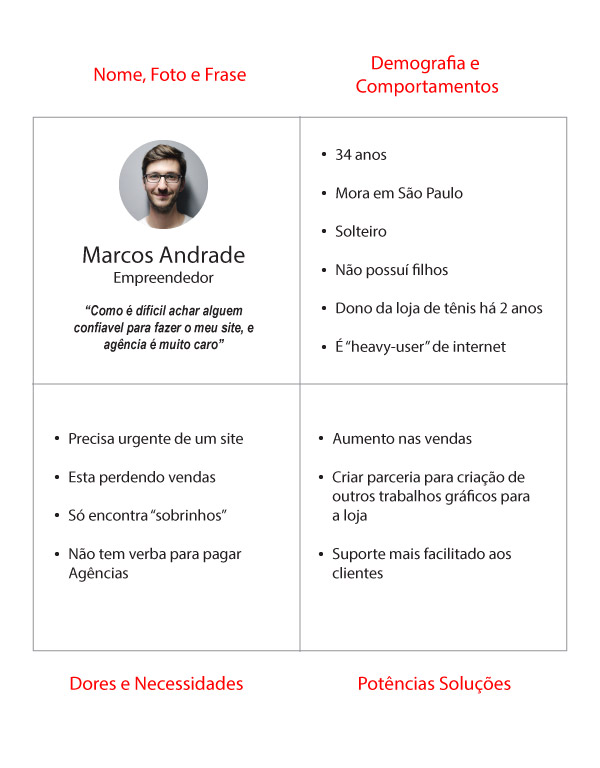 Nome, Foto e Frase
Demografia e
Comportamentos
Marcos Andrade
Empreendedor
“Como é dificil achar alguem
confiavel para fazer o meu site, e
agência é muito caro”
• 34 anos
• Mora em São Paulo
• Solteiro
• Não possuí filhos
• Dono da loja de tênis há 2 anos
• É “heavy-user” de internet
• Precisa urgente de um site
• Esta perdendo vendas
• Só encontra “sobrinhos”
• Não tem verba para pagar
Agências
• Aumento nas vendas
• Criar parceria para criação de
outros trabalhos gráficos para
a loja
• Suporte mais facilitado aos
clientes
Dores e Necessidades
Potências Soluções